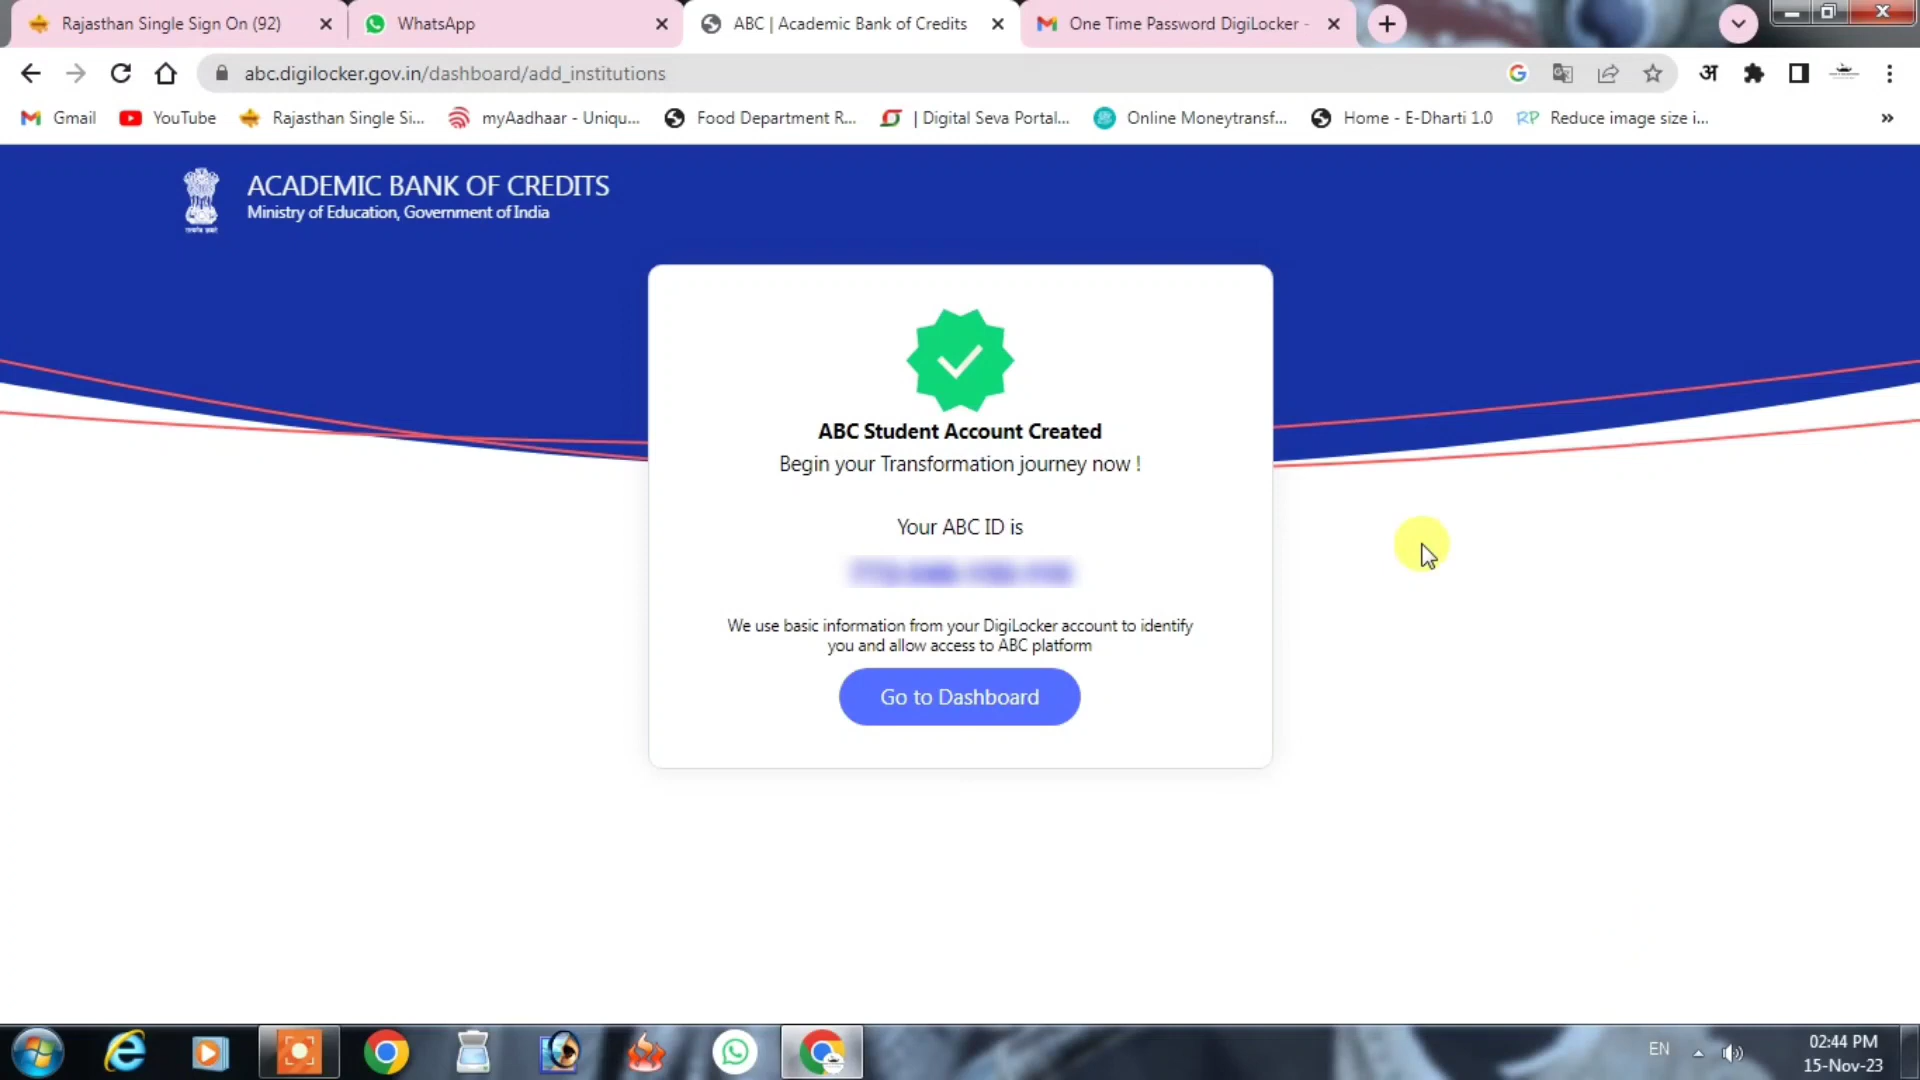 Rajasthan Single Sign On (92)
WhatsApp
ABC | Academic Bank of Credits
One Time Password DigiLocker -
abc.digilocker.gov.in/dashboard/add_institutions
अ
Gmail
YouTube
Rajasthan Single Si...
myAadhaar - Uniqu...
Food Department R...
| Digital Seva Portal...
Online Moneytransf...
Home - E-Dharti 1.0
RP Reduce image size i...
»
ACADEMIC BANK OF CREDITS
Ministry of Education, Government of India
ABC Student Account Created
Begin your Transformation journey now !
Your ABC ID is
We use basic information from your DigiLocker account to identify
you and allow access to ABC platform
Go to Dashboard
EN
02:44 PM
15-Nov-23